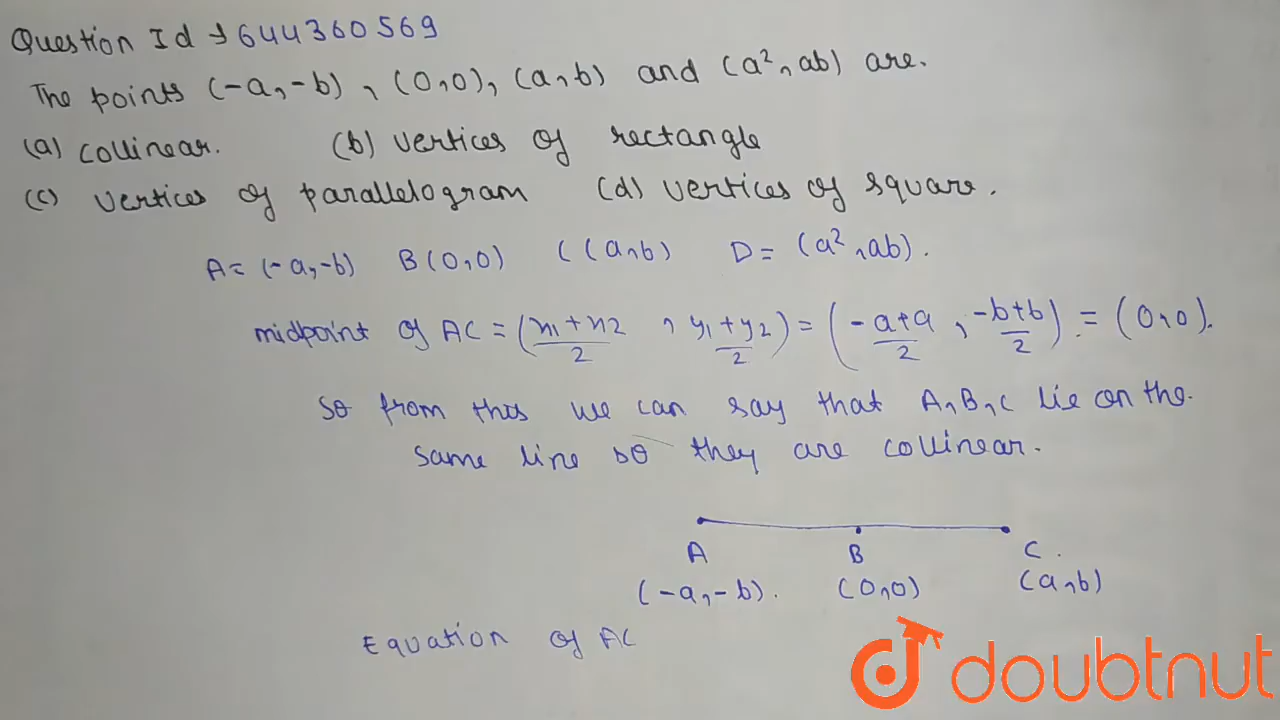 Question Id → 644360569
The points (-a,-b), (0,0), (a,b) and (a²,ab) are.
(a) collinear. (b) vertices of rectangle
(c) vertices of parallelogram (d) vertices of square.
A= (-a,-b) B(0,0) C(a,b) D= (a²,ab).
midpoint of AC = (x1+x2/2 , y1+y2/2) = (-a+a/2 , -b+b/2) = (0,0).
So from this we can say that A,B,C lie on the.
same line so they are collinear.
A B C.
(-a,-b). (0,0) (a,b)
Equation of AC
doubtnut